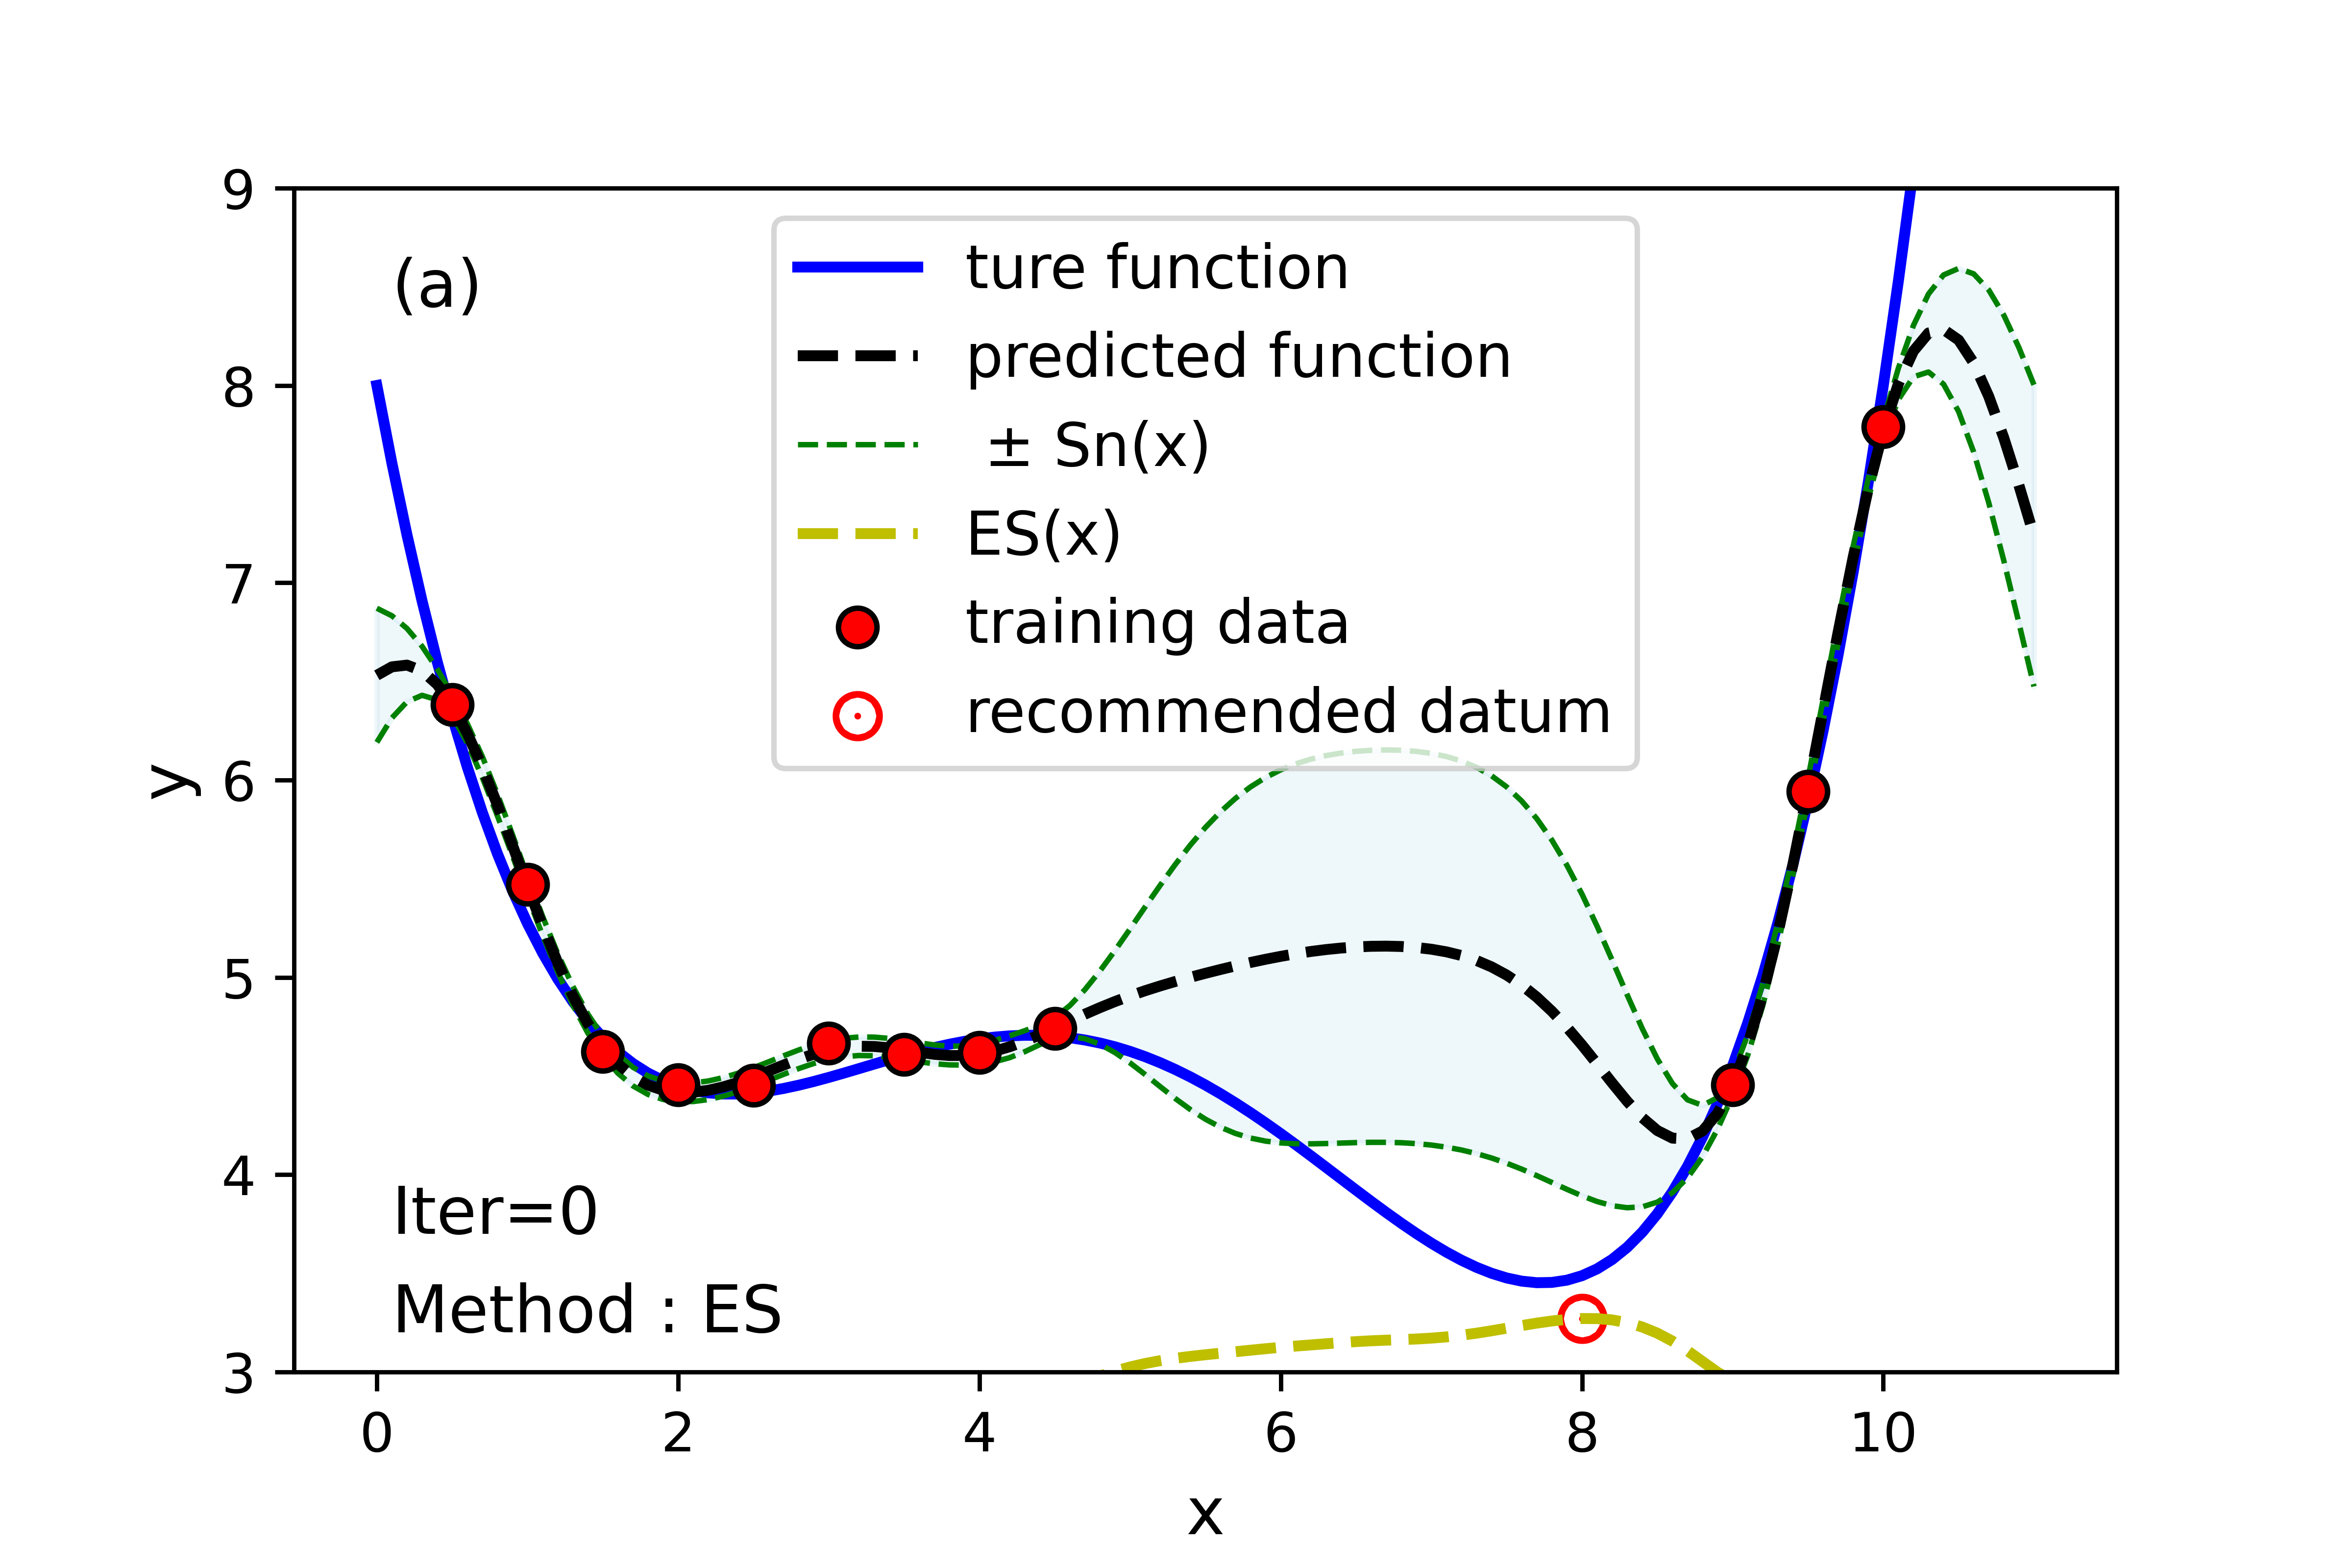 (a)
ture function
predicted function
± Sn(x)
ES(x)
training data
recommended datum
9
8
7
6
5
4
3
y
Iter=0
Method : ES
0 2 4 6 8 10
x